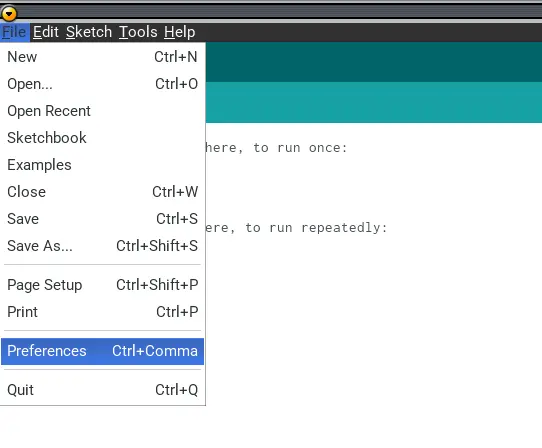 File Edit Sketch Tools Help
New Ctrl+N
Open... Ctrl+O
Open Recent
Sketchbook
Examples
Close Ctrl+W
Save Ctrl+S
Save As... Ctrl+Shift+S
Page Setup Ctrl+Shift+P
Print Ctrl+P
Preferences Ctrl+Comma
Quit Ctrl+Q
here, to run once:
ere, to run repeatedly: